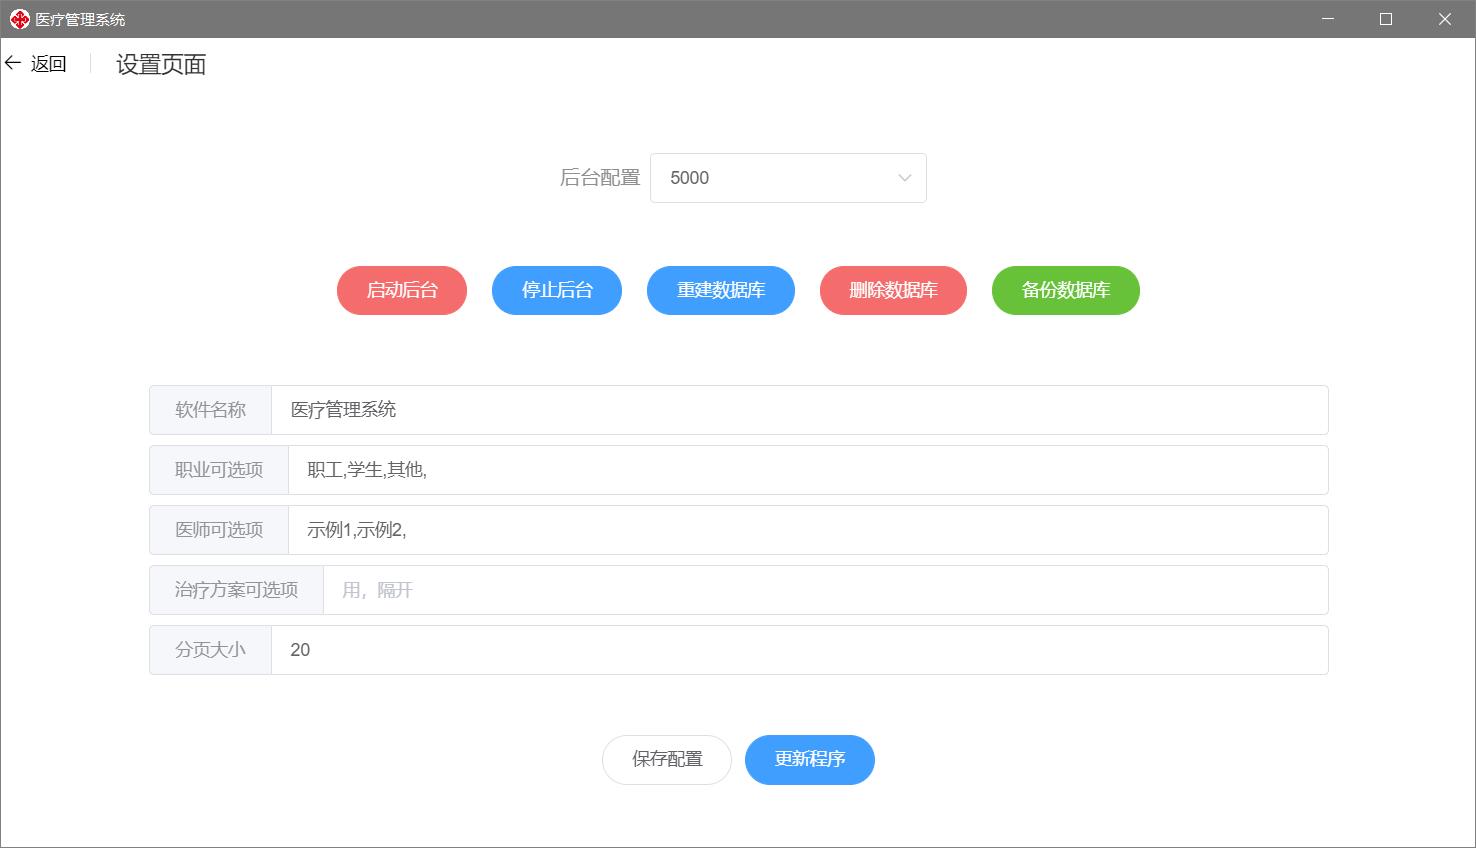 医疗管理系统
返回 设置页面
后台配置 5000
启动后台 停止后台 重建数据库 删除数据库 备份数据库
软件名称 医疗管理系统
职业可选项 职工,学生,其他,
医师可选项 示例1,示例2,
治疗方案可选项 用，隔开
分页大小 20
保存配置 更新程序